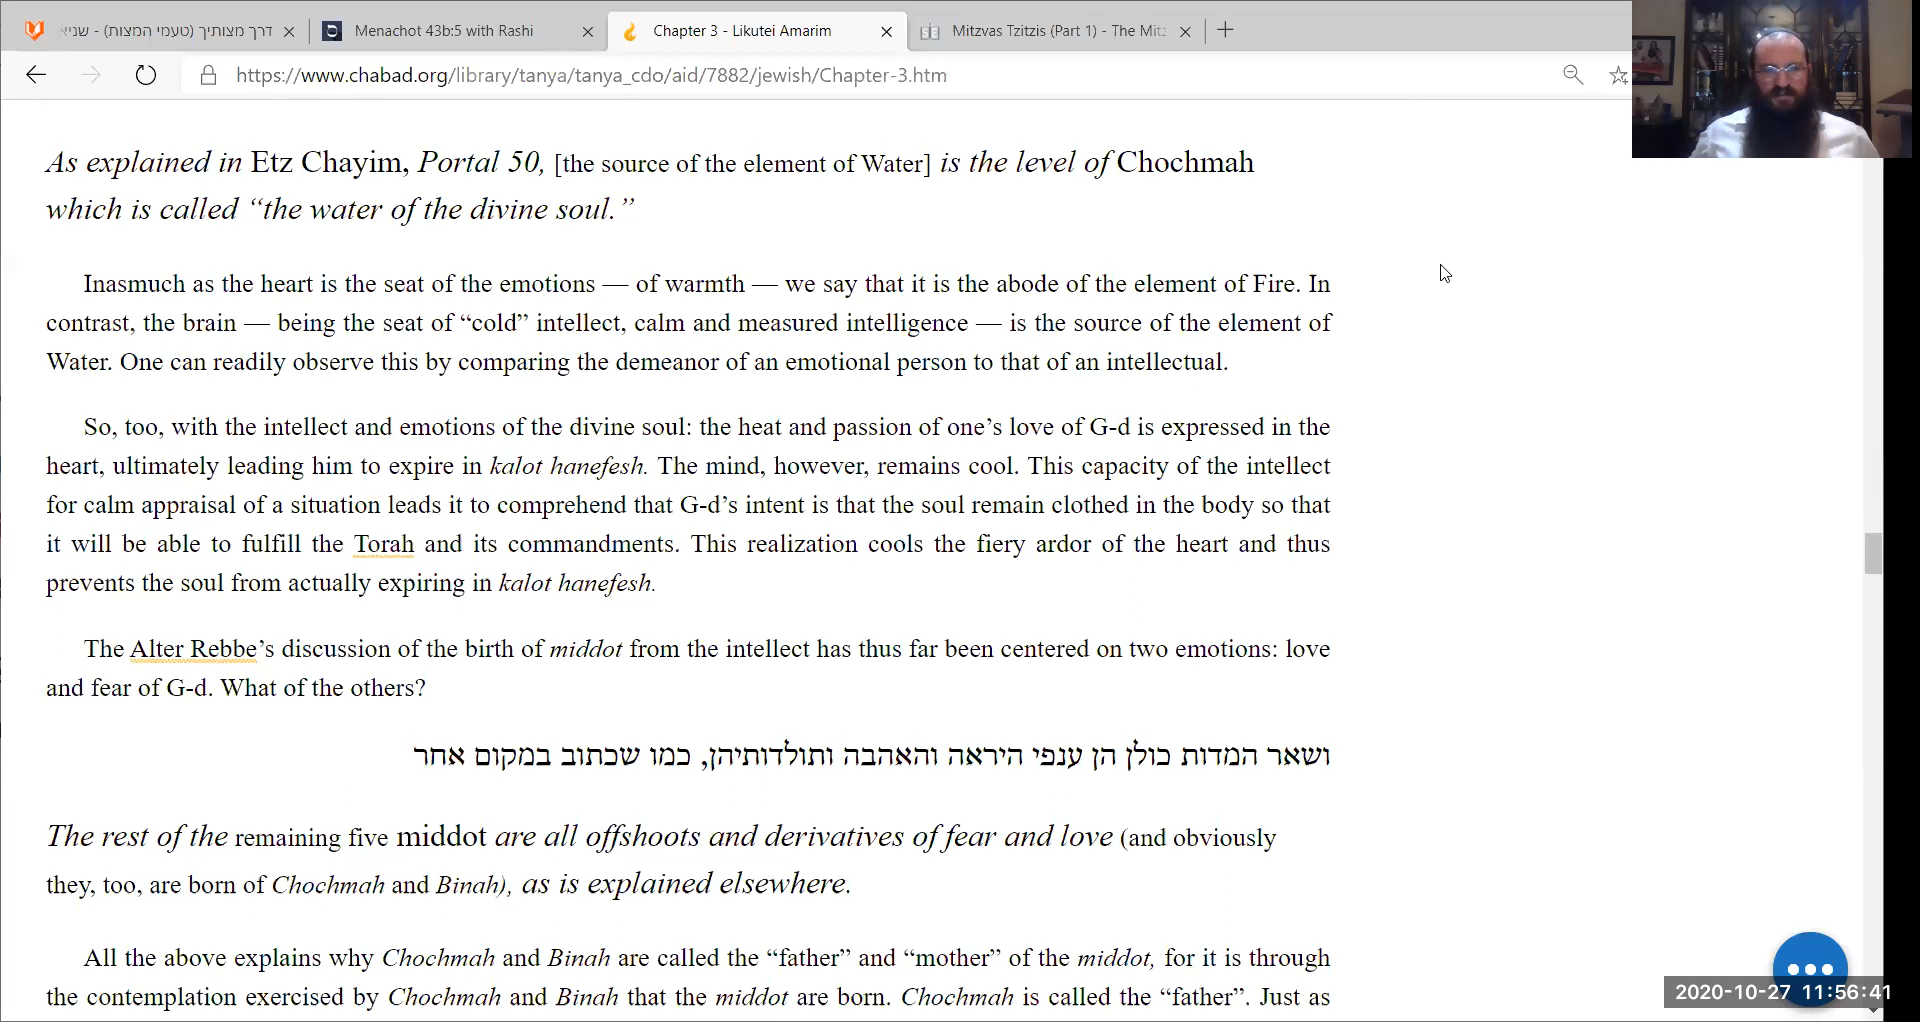 דרך מצותיך (טעמי המצות) - שניא
Menachot 43b:5 with Rashi
Chapter 3 - Likutei Amarim
Mitzvas Tzitzis (Part 1) - The Mitz
https://www.chabad.org/library/tanya/tanya_cdo/aid/7882/jewish/Chapter-3.htm
As explained in Etz Chayim, Portal 50, [the source of the element of Water] is the level of Chochmah
which is called “the water of the divine soul.”
Inasmuch as the heart is the seat of the emotions — of warmth — we say that it is the abode of the element of Fire. In
contrast, the brain — being the seat of “cold” intellect, calm and measured intelligence — is the source of the element of
Water. One can readily observe this by comparing the demeanor of an emotional person to that of an intellectual.
So, too, with the intellect and emotions of the divine soul: the heat and passion of one’s love of G-d is expressed in the
heart, ultimately leading him to expire in kalot hanefesh. The mind, however, remains cool. This capacity of the intellect
for calm appraisal of a situation leads it to comprehend that G-d’s intent is that the soul remain clothed in the body so that
it will be able to fulfill the Torah and its commandments. This realization cools the fiery ardor of the heart and thus
prevents the soul from actually expiring in kalot hanefesh.
The Alter Rebbe’s discussion of the birth of middot from the intellect has thus far been centered on two emotions: love
and fear of G-d. What of the others?
ושאר המדות כולן הן ענפי היראה והאהבה ותולדותיהן, כמו שכתוב במקום אחר
The rest of the remaining five middot are all offshoots and derivatives of fear and love (and obviously
they, too, are born of Chochmah and Binah), as is explained elsewhere.
All the above explains why Chochmah and Binah are called the “father” and “mother” of the middot, for it is through
the contemplation exercised by Chochmah and Binah that the middot are born. Chochmah is called the “father”. Just as
2020-10-27 11:56:41